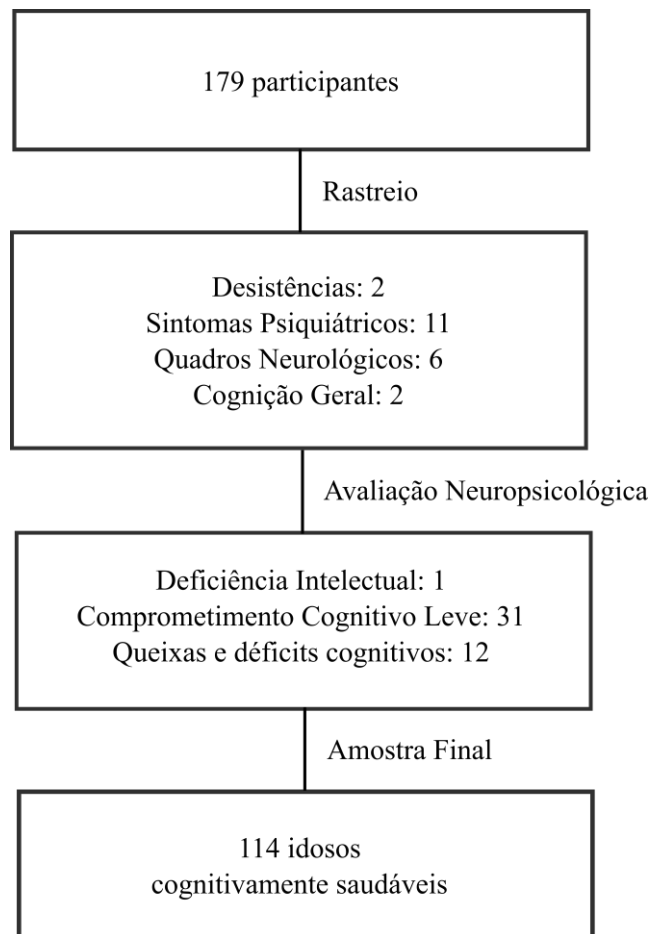 179 participantes
Rastreio
Desistências: 2
Sintomas Psiquiátricos: 11
Quadros Neurológicos: 6
Cognição Geral: 2
Avaliação Neuropsicológica
Deficiência Intelectual: 1
Comprometimento Cognitivo Leve: 31
Queixas e déficits cognitivos: 12
Amostra Final
114 idosos
cognitivamente saudáveis